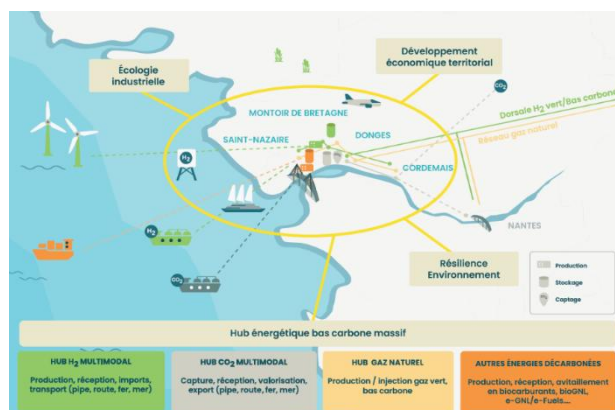 Écologie
industrielle
Développement
économique territorial
CO2
MONTOIR DE BRETAGNE
Dorsale H2 vert/Bas carbone
Réseau gaz naturel
SAINT-NAZAIRE
DONGES
H2
CORDEMAIS
NANTES
H2
CO2
Résilience
Environnement
Production
Stockage
Captage
Hub énergétique bas carbone massif
HUB H2 MULTIMODAL
Production, réception, imports,
transport (pipe, route, fer, mer)
HUB CO2 MULTIMODAL
Capture, réception, valorisation,
export (pipe, route, fer, mer)
HUB GAZ NATUREL
Production / injection gaz vert,
bas carbone
AUTRES ÉNERGIES DÉCARBONÉES
Production, réception, avitaillement
en biocarburants, bioGNL,
e-GNL/e-Fuels....